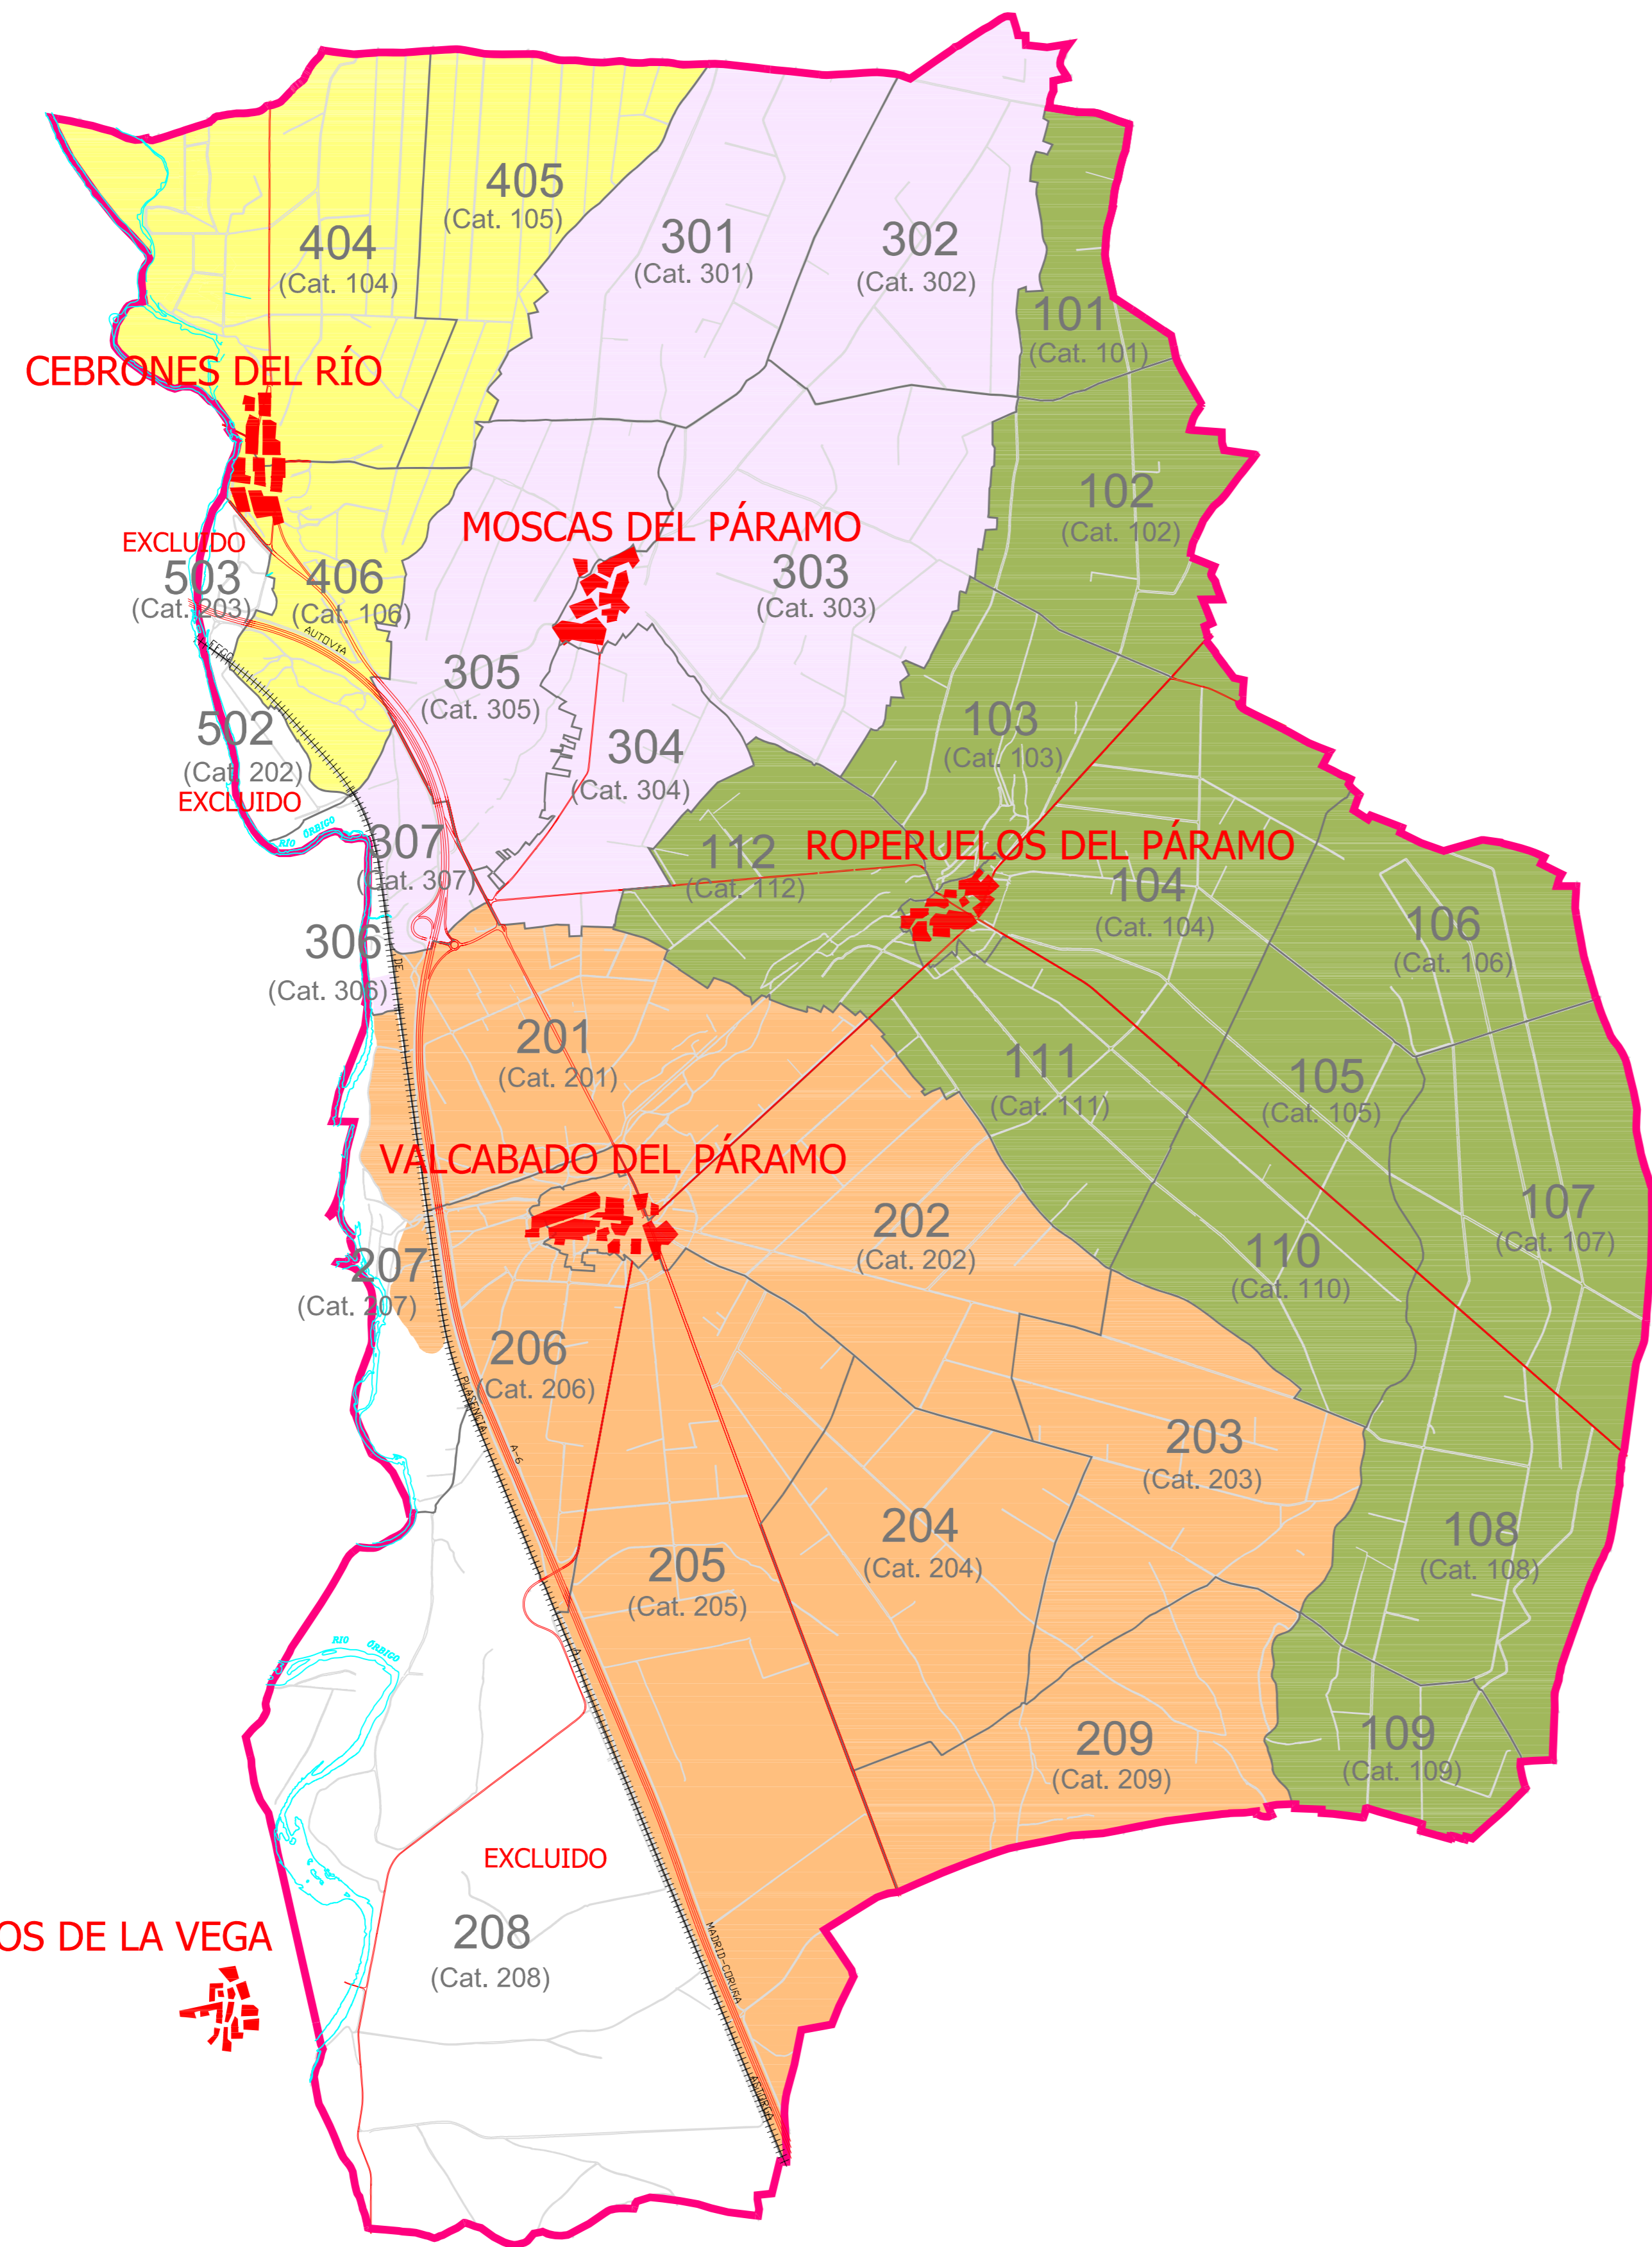 405
(Cat. 105)
404
(Cat. 104)
301
(Cat. 301)
302
(Cat. 302)
101
(Cat. 101)
CEBRONES DEL RÍO
102
(Cat. 102)
MOSCAS DEL PÁRAMO
EXCLUIDO
503
(Cat. 203)
406
(Cat. 106)
303
(Cat. 303)
AUTOVIA
305
(Cat. 305)
502
(Cat. 202)
EXCLUIDO
304
(Cat. 304)
103
(Cat. 103)
RÍO ÓRBIGO
307
(Cat. 307)
112
(Cat. 112)
ROPERUELOS DEL PÁRAMO
104
(Cat. 104)
106
(Cat. 106)
306
(Cat. 306)
DE
201
(Cat. 201)
111
(Cat. 111)
105
(Cat. 105)
VALCABADO DEL PÁRAMO
202
(Cat. 202)
107
(Cat. 107)
207
(Cat. 207)
110
(Cat. 110)
206
(Cat. 206)
PLASENCIA
A-6
203
(Cat. 203)
204
(Cat. 204)
108
(Cat. 108)
205
(Cat. 205)
RIO ÓRBIGO
A
209
(Cat. 209)
109
(Cat. 109)
EXCLUIDO
208
(Cat. 208)
OS DE LA VEGA
MADRID-CORUÑA
ASTORGA